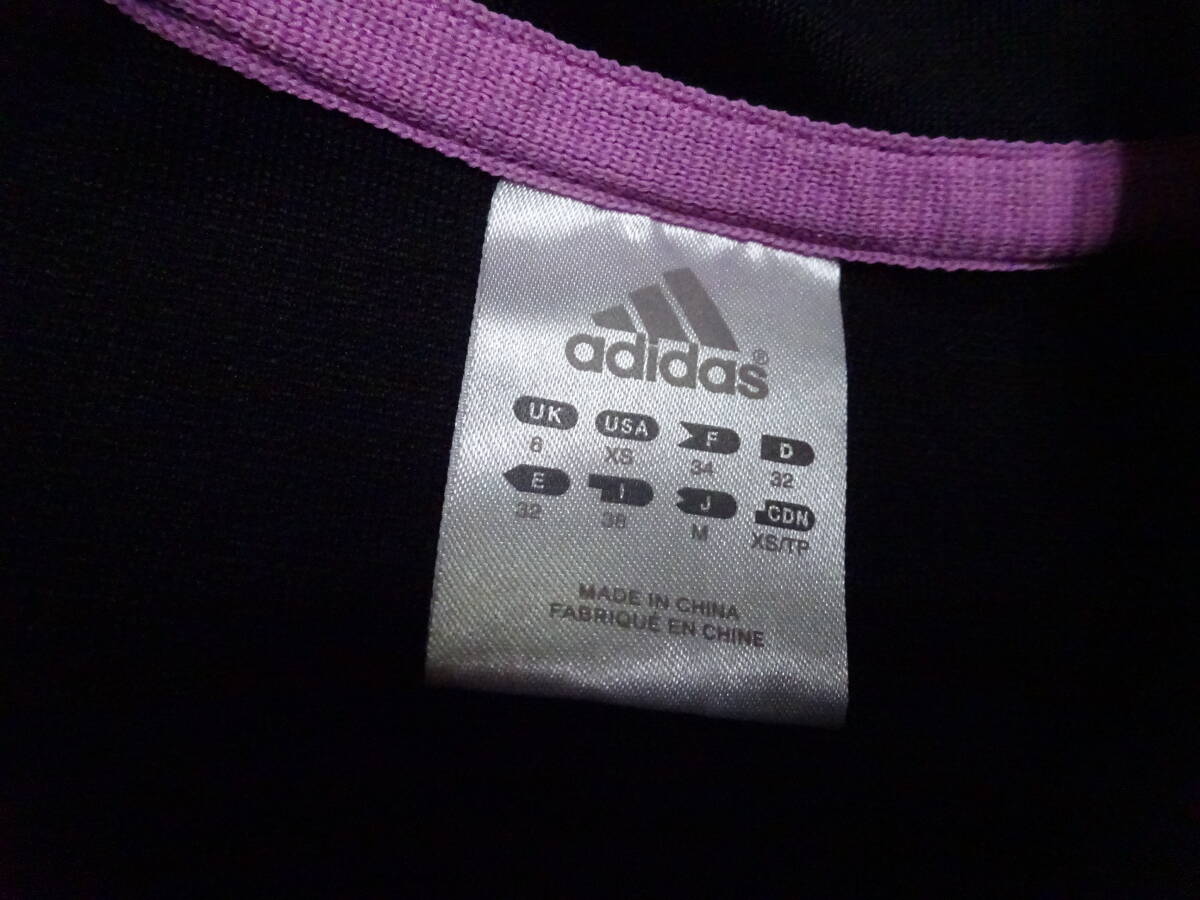 adidas®
UK USA F D
8 XS 34 32
E I J CDN
32 38 M XS/TP
MADE IN CHINA
FABRIQUÉ EN CHINE